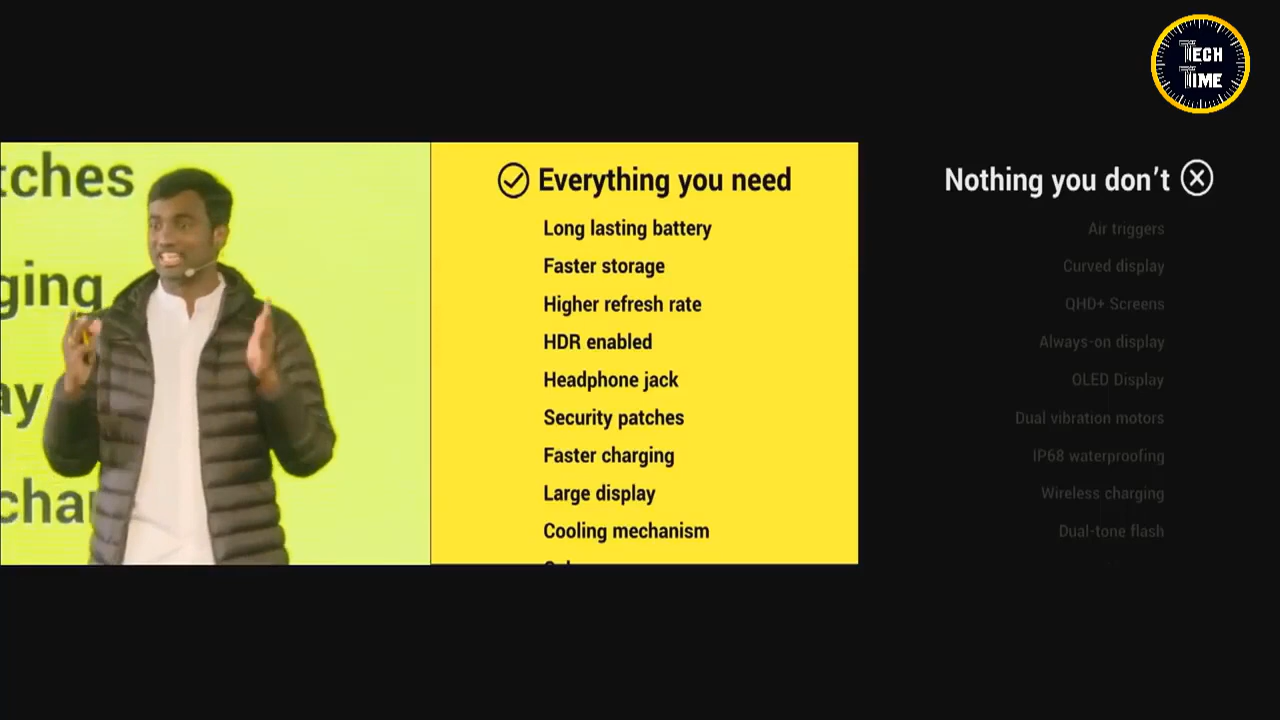 TECH
TIME
tches
ging
ay
char
Everything you need
Long lasting battery
Faster storage
Higher refresh rate
HDR enabled
Headphone jack
Security patches
Faster charging
Large display
Cooling mechanism
Nothing you don't
Air triggers
Curved display
QHD+ Screens
Always-on display
OLED Display
Dual vibration motors
IP68 waterproofing
Wireless charging
Dual-tone flash